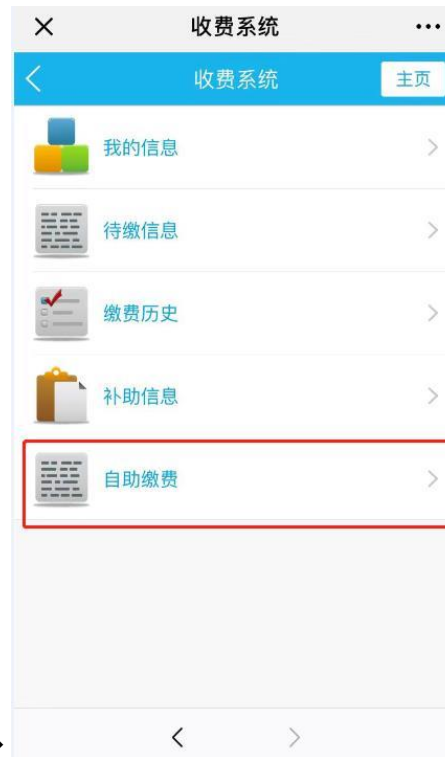 收费系统
收费系统
主页
我的信息
待缴信息
缴费历史
补助信息
自助缴费